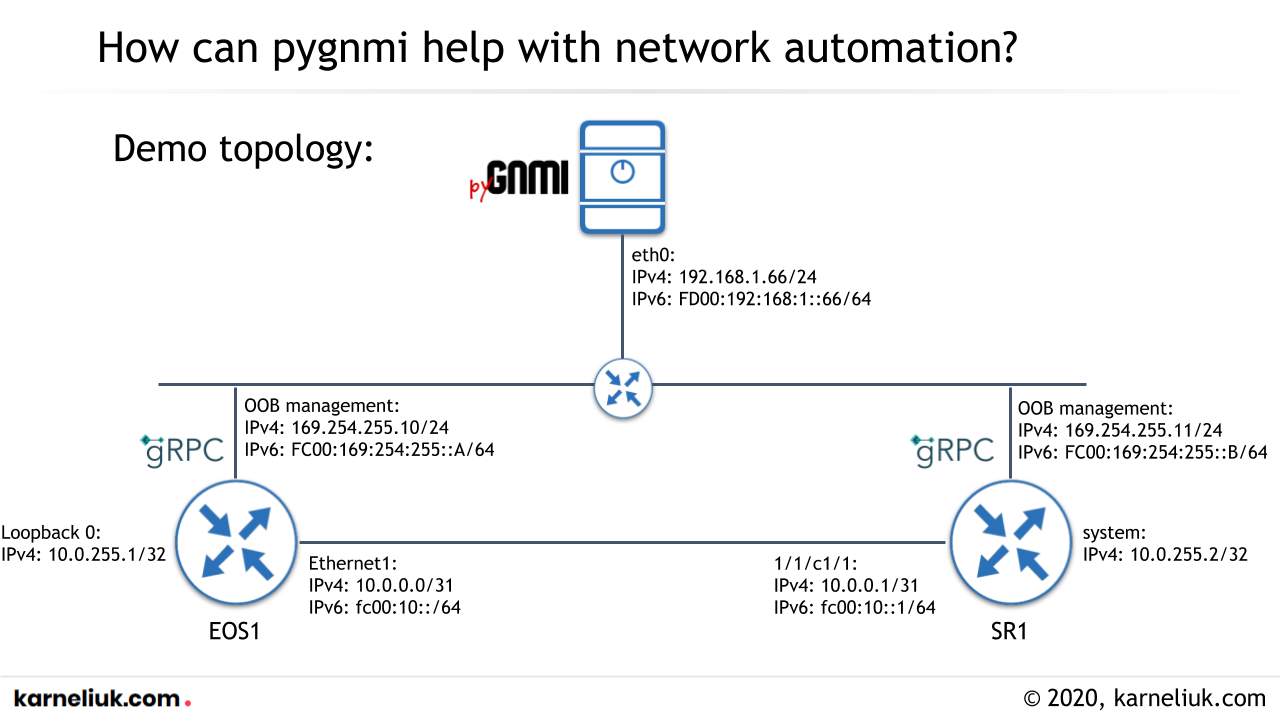 How can pygnmi help with network automation?
Demo topology:
pyGNMI
eth0:
IPv4: 192.168.1.66/24
IPv6: FD00:192:168:1::66/64
OOB management:
IPv4: 169.254.255.10/24
IPv6: FC00:169:254:255::A/64
gRPC
OOB management:
IPv4: 169.254.255.11/24
IPv6: FC00:169:254:255::B/64
gRPC
Loopback 0:
IPv4: 10.0.255.1/32
Ethernet1:
IPv4: 10.0.0.0/31
IPv6: fc00:10::/64
EOS1
1/1/c1/1:
IPv4: 10.0.0.1/31
IPv6: fc00:10::1/64
system:
IPv4: 10.0.255.2/32
SR1
karneliuk.com.
© 2020, karneliuk.com